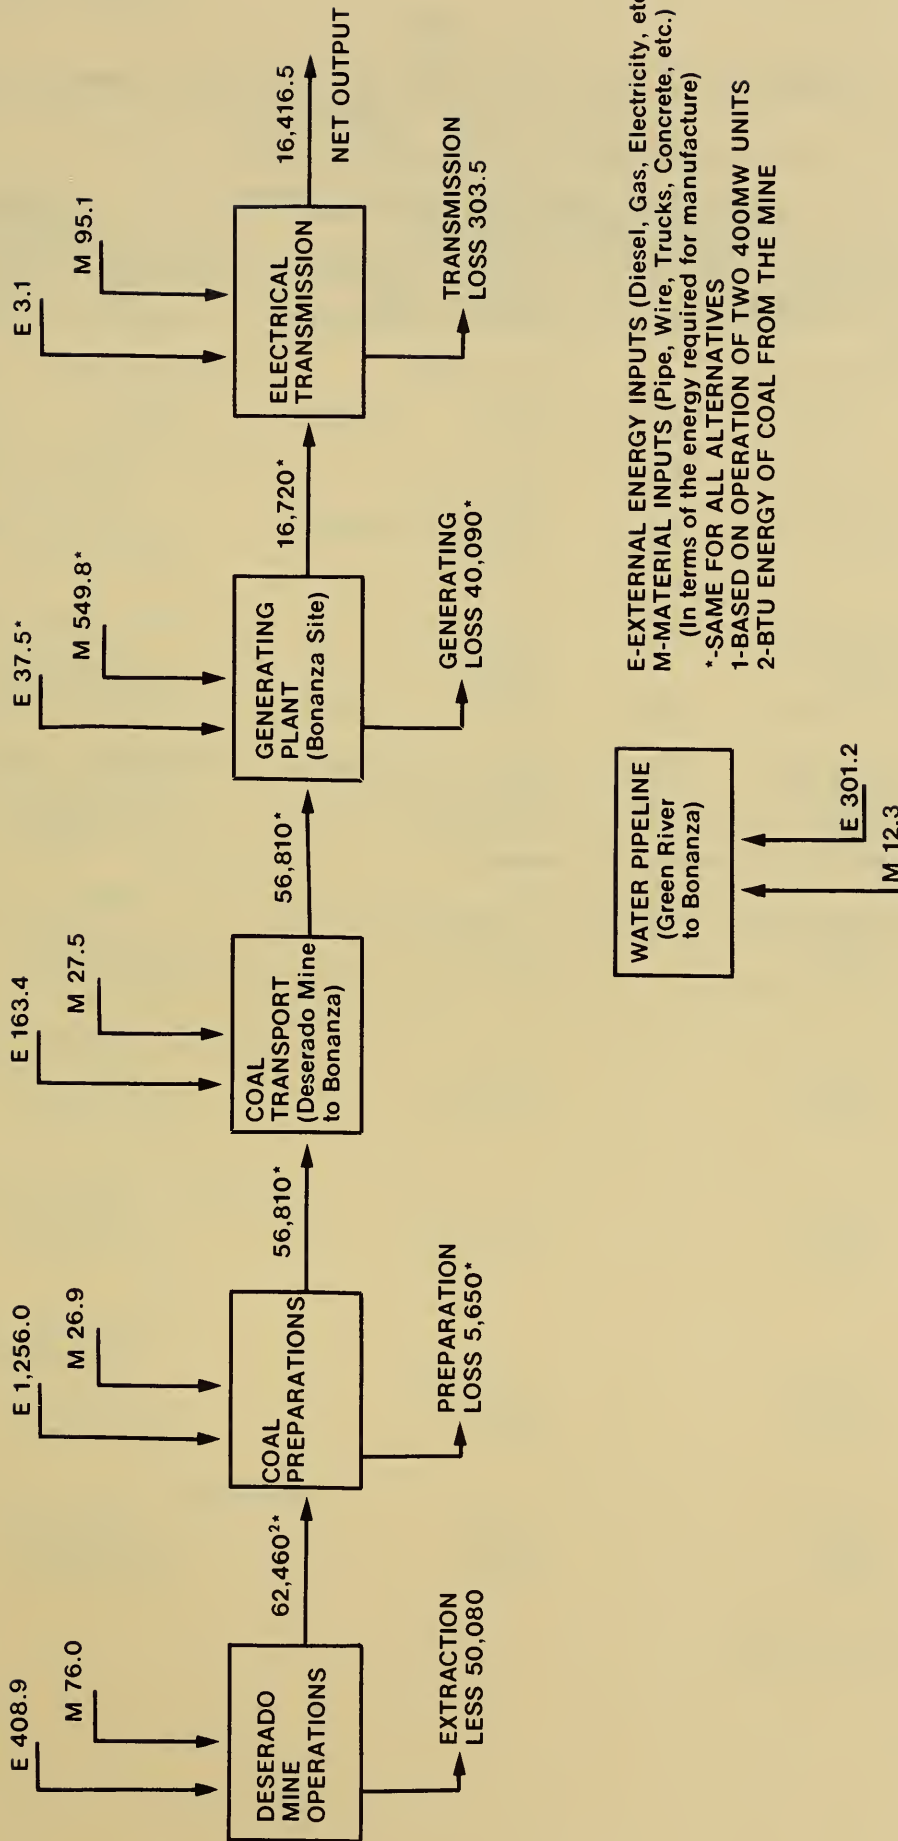 E 408.9
M 76.0
DESERADO
MINE
OPERATIONS
EXTRACTION
LESS 50,080
62,460²*
E 1,256.0
M 26.9
COAL
PREPARATIONS
PREPARATION
LOSS 5,650*
56,810*
E 163.4
M 27.5
COAL
TRANSPORT
(Deserado Mine
to Bonanza)
56,810*
E 37.5*
M 549.8*
GENERATING
PLANT
(Bonanza Site)
GENERATING
LOSS 40,090*
16,720*
E 3.1
M 95.1
ELECTRICAL
TRANSMISSION
TRANSMISSION
LOSS 303.5
16,416.5
NET OUTPUT
WATER PIPELINE
(Green River
to Bonanza)
E 301.2
M 12.3
E-EXTERNAL ENERGY INPUTS (Diesel, Gas, Electricity, etc
M-MATERIAL INPUTS (Pipe, Wire, Trucks, Concrete, etc.)
(In terms of the energy required for manufacture)
*-SAME FOR ALL ALTERNATIVES
1-BASED ON OPERATION OF TWO 400MW UNITS
2-BTU ENERGY OF COAL FROM THE MINE